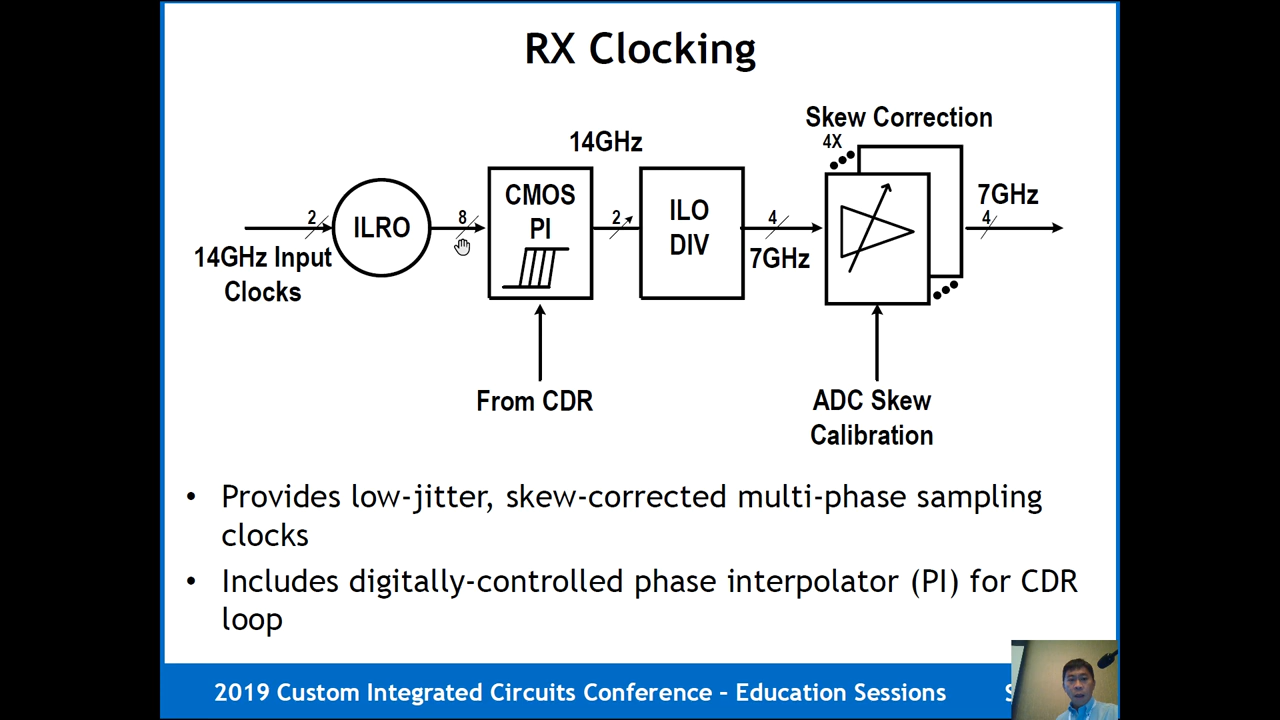 RX Clocking
Skew Correction
4X
14GHz
2
ILRO
8
CMOS
PI
2
ILO
DIV
4
7GHz
7GHz
4
14GHz Input
Clocks
From CDR
ADC Skew
Calibration
• Provides low-jitter, skew-corrected multi-phase sampling
clocks
• Includes digitally-controlled phase interpolator (PI) for CDR
loop
2019 Custom Integrated Circuits Conference – Education Sessions